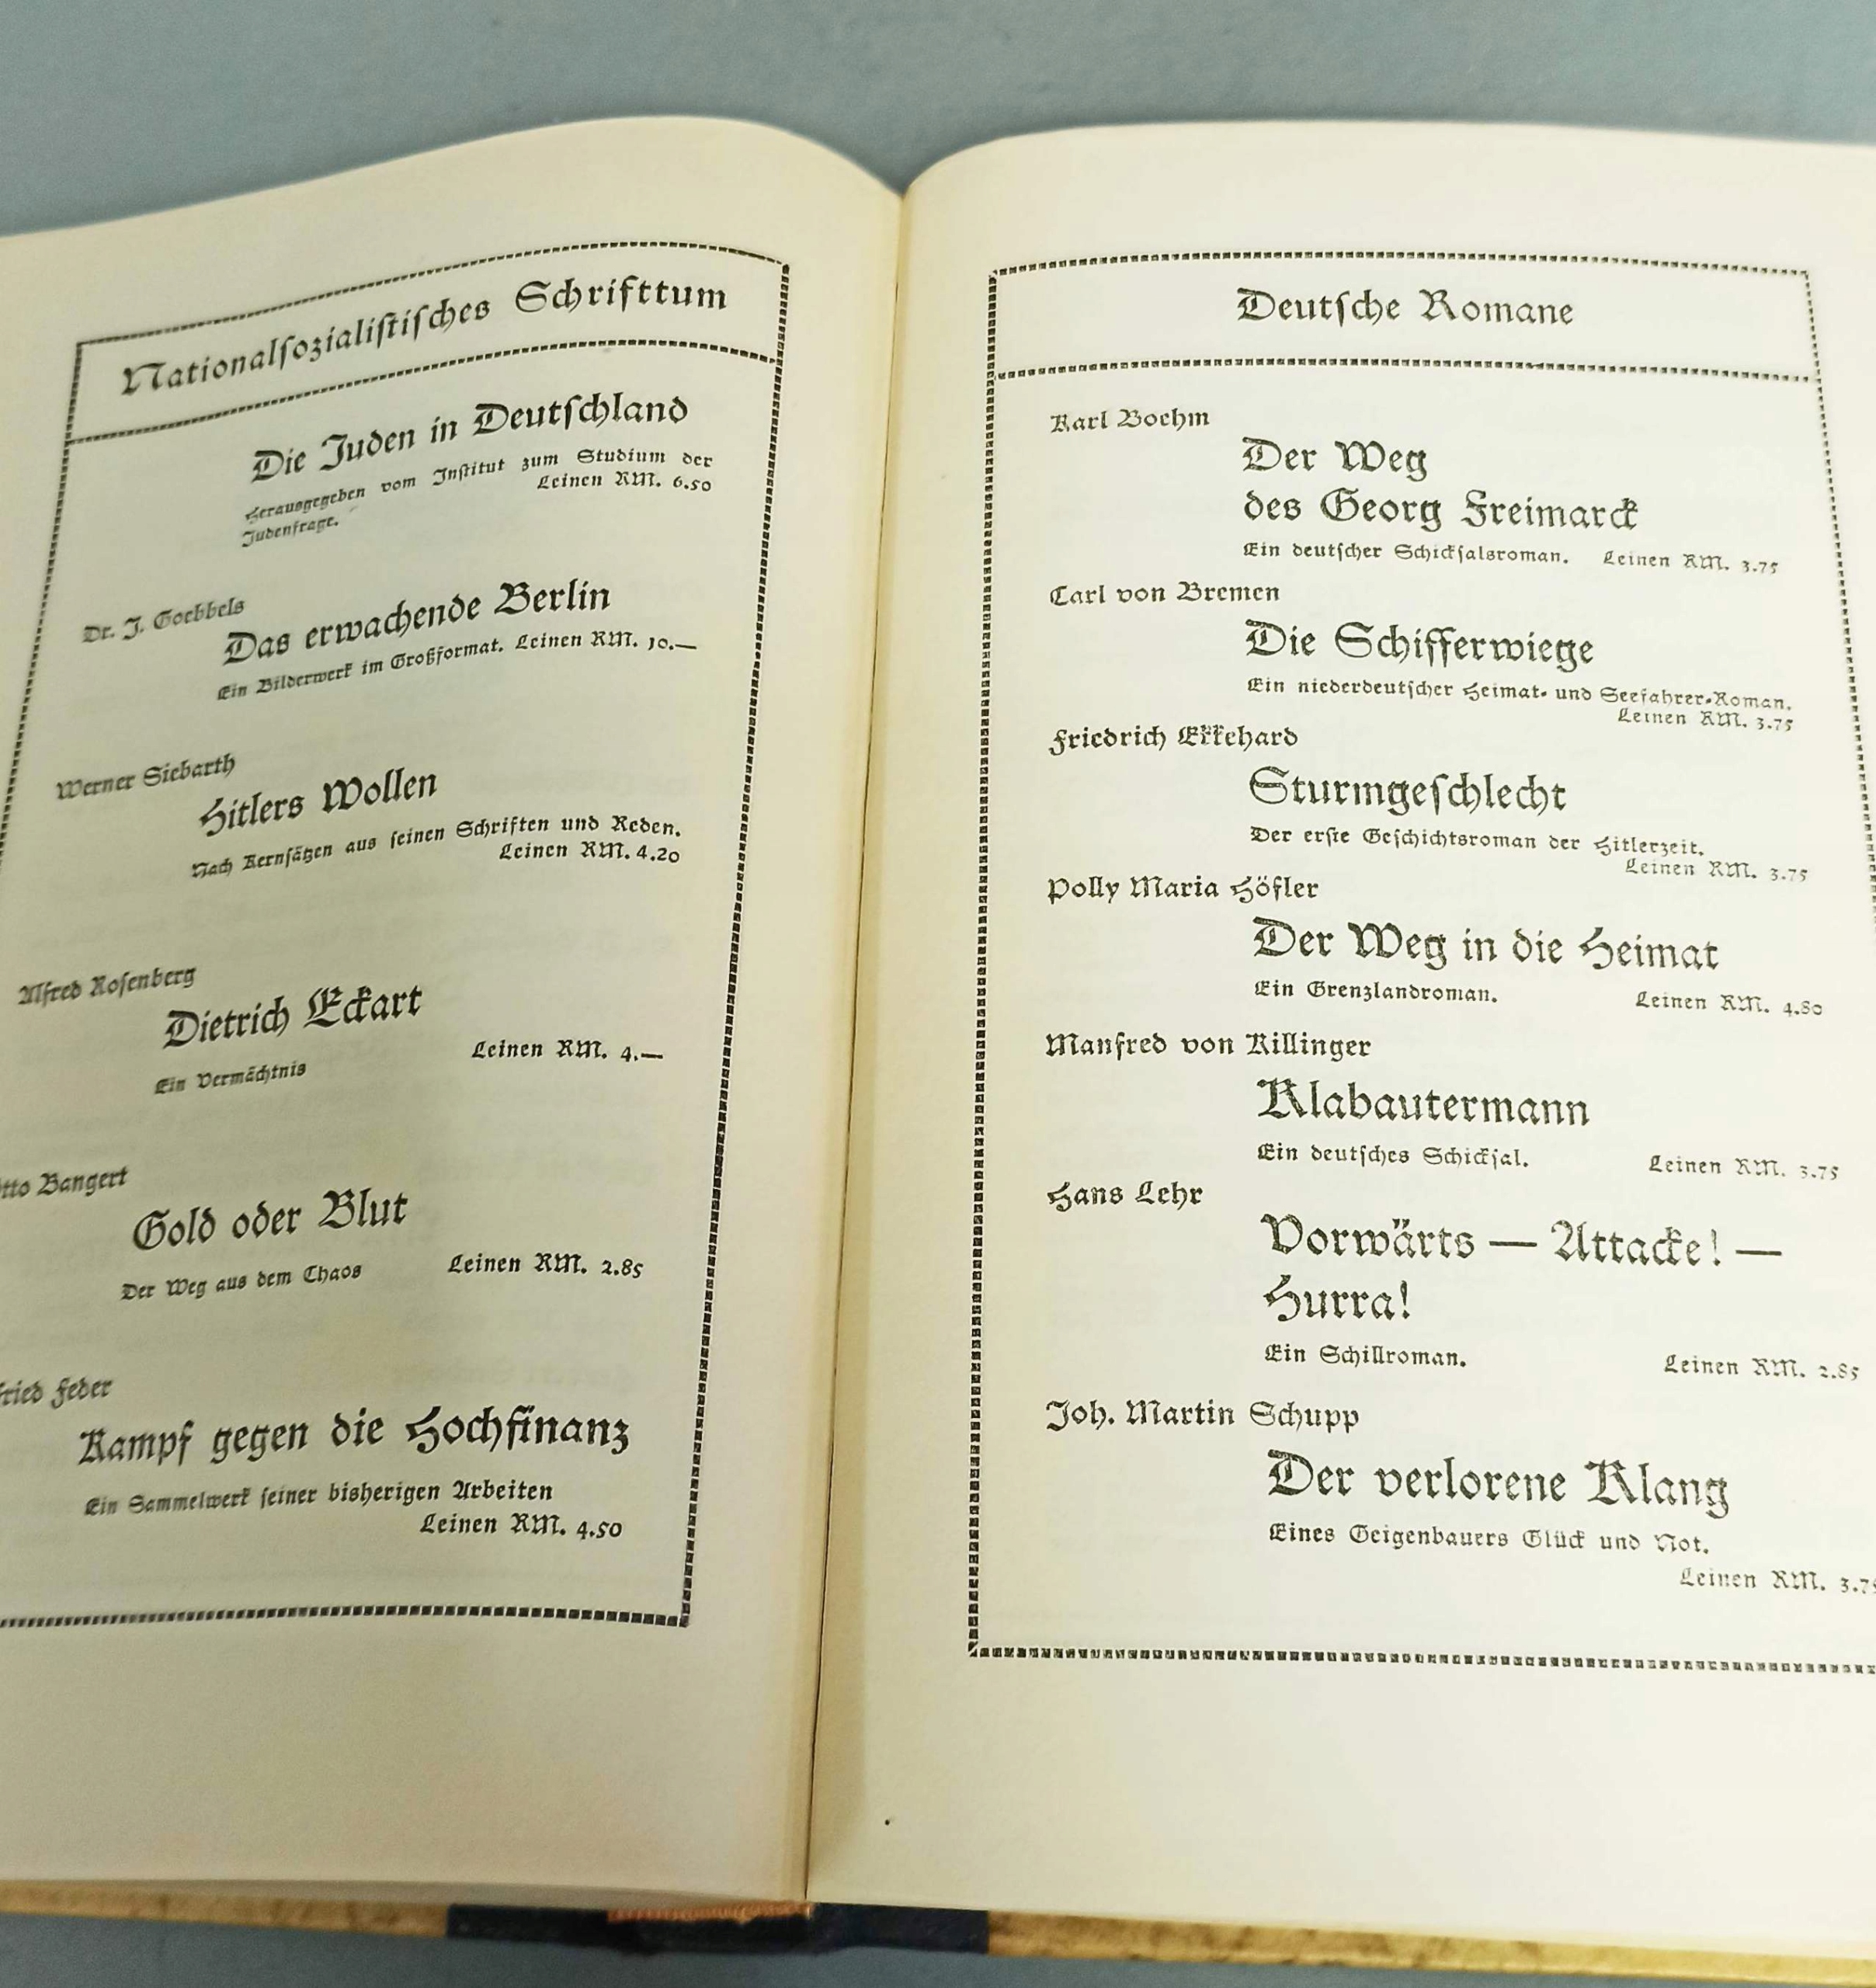 Nationalsozialistisches Schrifttum
Die Juden in Deutschland
Herausgegeben vom Institut zum Studium der
Judenfrage.
Leinen RM. 6.50
Dr. J. Goebbels
Das erwachende Berlin
Ein Bilderwerk im Großformat. Leinen RM. 10.—
Werner Siebarth
Hitlers Wollen
Nach Kernsätzen aus seinen Schriften und Reden.
Leinen RM. 4.20
Alfred Rosenberg
Dietrich Eckart
Ein Vermächtnis
Leinen RM. 4.—
tto Bangert
Gold oder Blut
Der Weg aus dem Chaos
Leinen RM. 2.85
fried Feder
Kampf gegen die Hochfinanz
Ein Sammelwerk seiner bisherigen Arbeiten
Leinen RM. 4.50
Deutsche Romane
Karl Boehm
Der Weg
des Georg Freimarck
Ein deutscher Schicksalsroman. Leinen RM. 3.75
Carl von Bremen
Die Schifferwiege
Ein niederdeutscher Heimat- und Seefahrer-Roman.
Leinen RM. 3.75
Friedrich Ekkehard
Sturmgeschlecht
Der erste Geschichtsroman der Hitlerzeit.
Leinen RM. 3.75
Polly Maria Höfler
Der Weg in die Heimat
Ein Grenzlandroman. Leinen RM. 4.80
Manfred von Killinger
Klabautermann
Ein deutsches Schicksal. Leinen RM. 3.75
Hans Lehr
Vorwärts — Attacke! —
Hurra!
Ein Schillroman. Leinen RM. 2.85
Joh. Martin Schupp
Der verlorene Klang
Eines Geigenbauers Glück und Not.
Leinen RM. 3.75